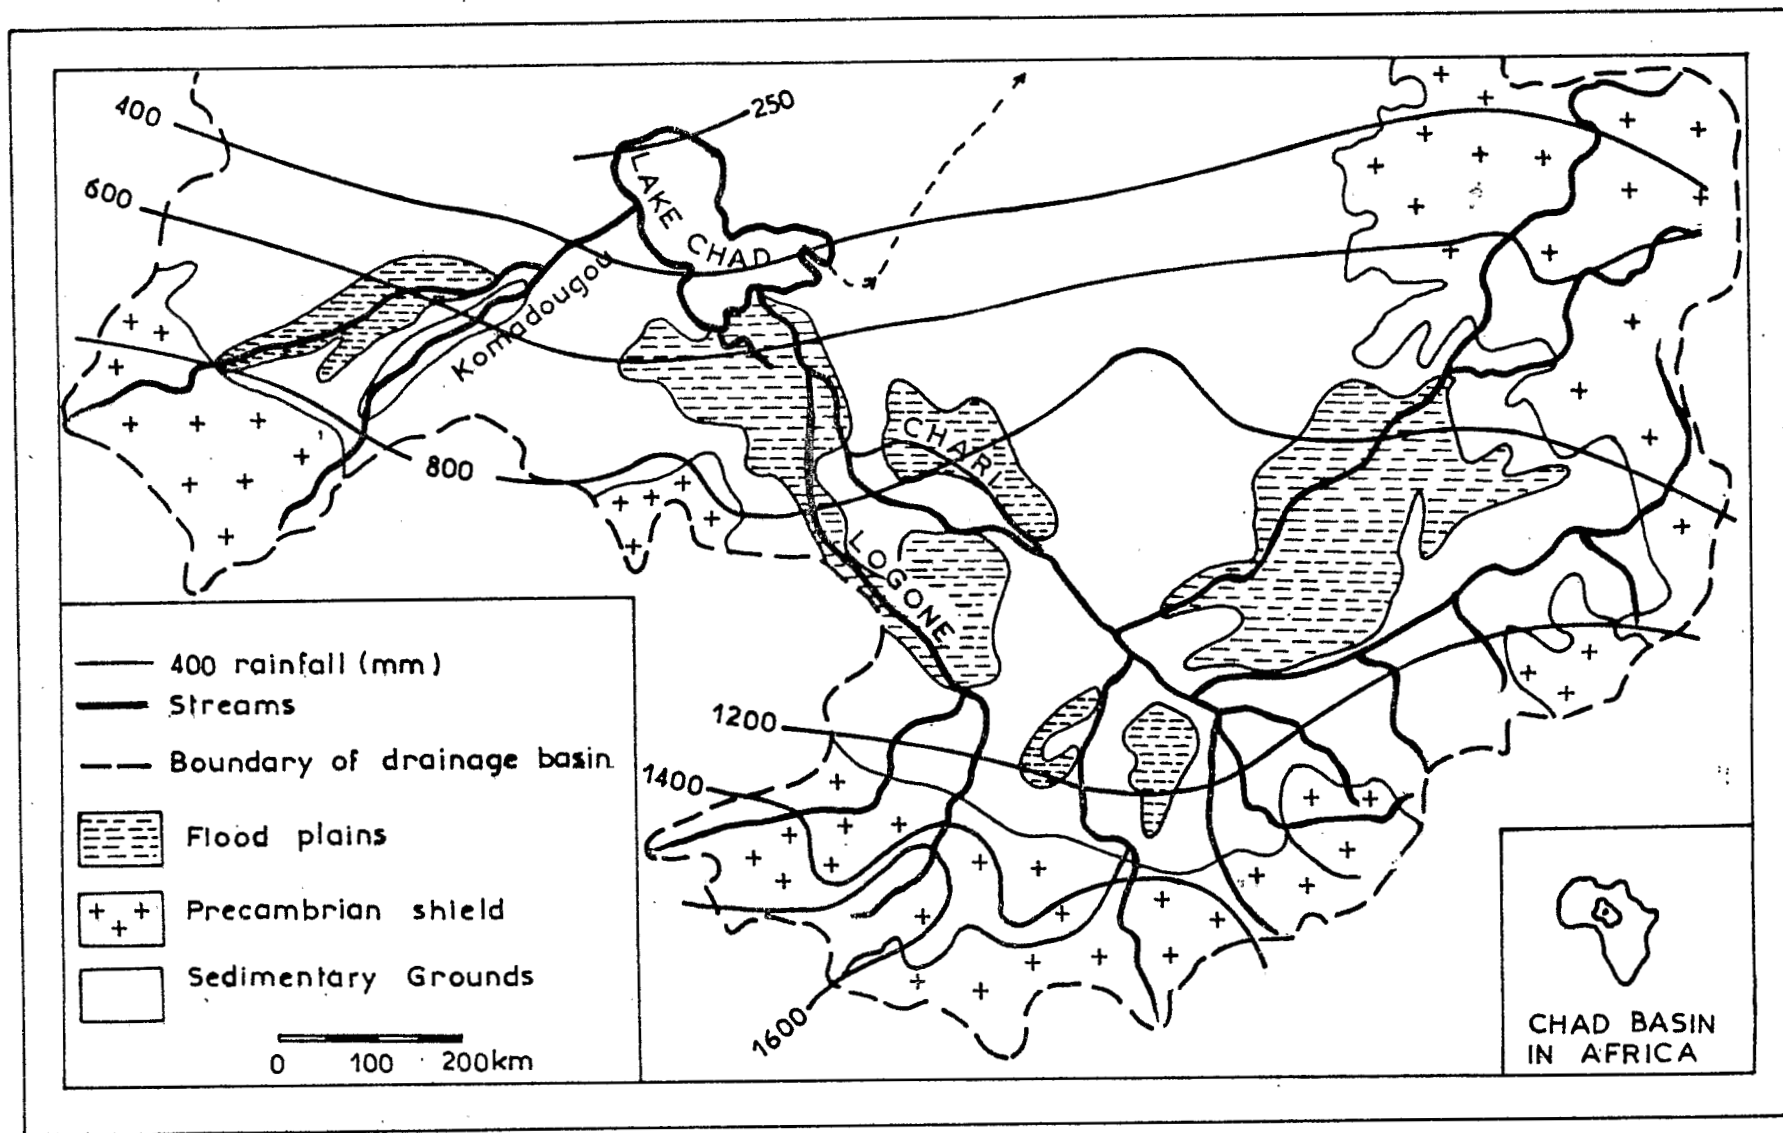 400
250
600
LAKE CHAD
Komadougou
800
CHARI
LOGONE
1200
1400
1600
400 rainfall (mm)
Streams
Boundary of drainage basin
Flood plains
Precambrian shield
Sedimentary Grounds
0 100 200km
CHAD BASIN
IN AFRICA